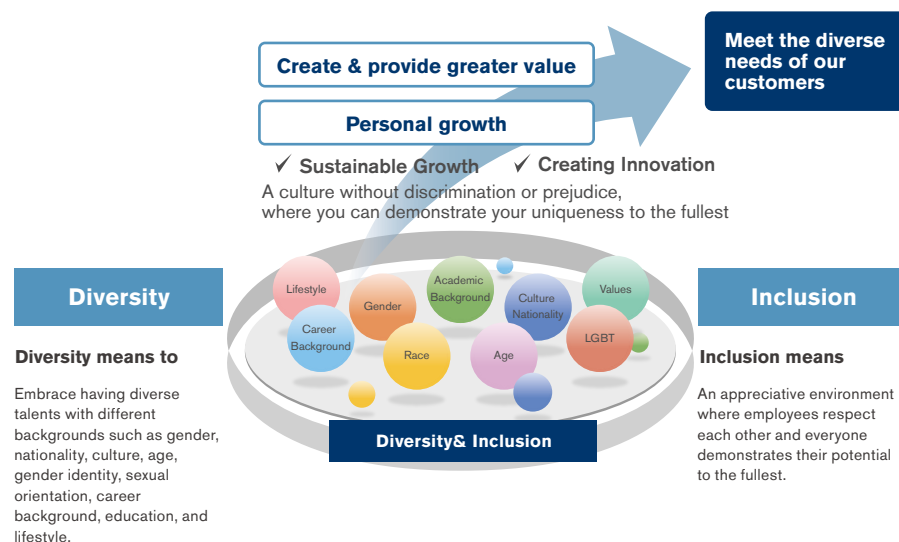 Create & provide greater value
Meet the diverse
needs of our
customers
Personal growth
✓ Sustainable Growth ✓ Creating Innovation
A culture without discrimination or prejudice,
where you can demonstrate your uniqueness to the fullest
Diversity
Diversity means to
Embrace having diverse
talents with different
backgrounds such as gender,
nationality, culture, age,
gender identity, sexual
orientation, career
background, education, and
lifestyle.
Lifestyle
Gender
Academic
Background
Culture
Nationality
Values
Career
Background
Race
Age
LGBT
Diversity& Inclusion
Inclusion
Inclusion means
An appreciative environment
where employees respect
each other and everyone
demonstrates their potential
to the fullest.